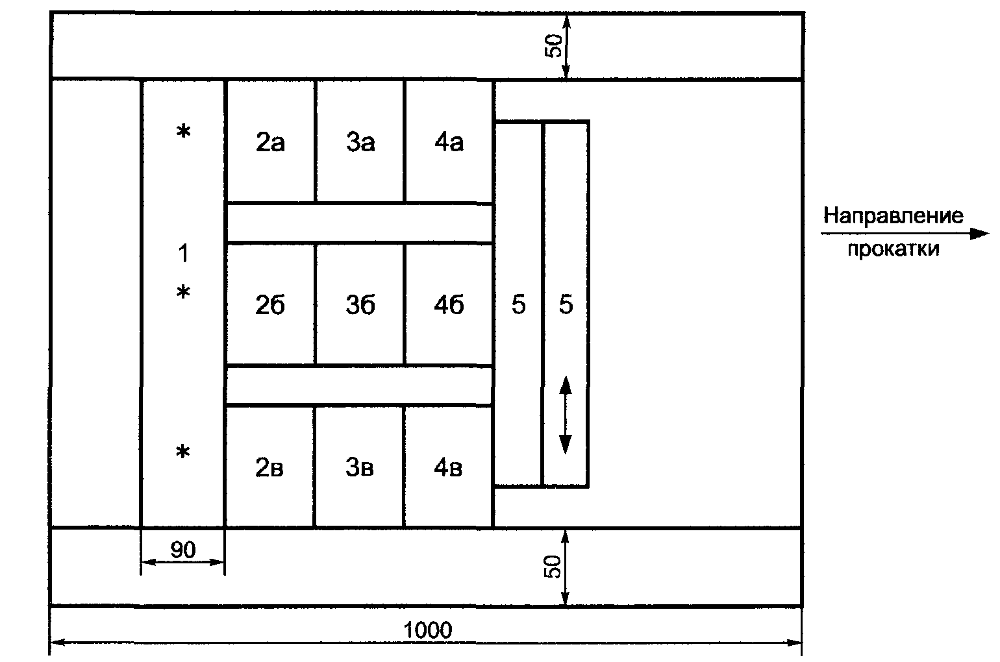 50
*
2а 3а 4а
Направление
прокатки
1
*
2б 3б 4б 5 5
*
2в 3в 4в
90
50
1000